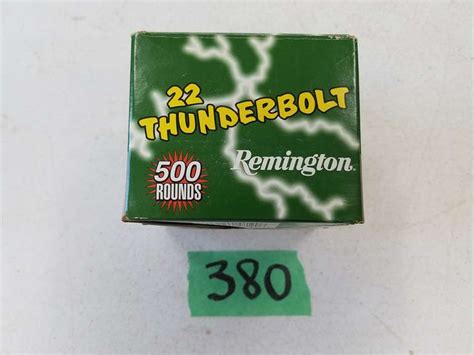 22
THUNDERBOLT
500
ROUNDS
Remington
380